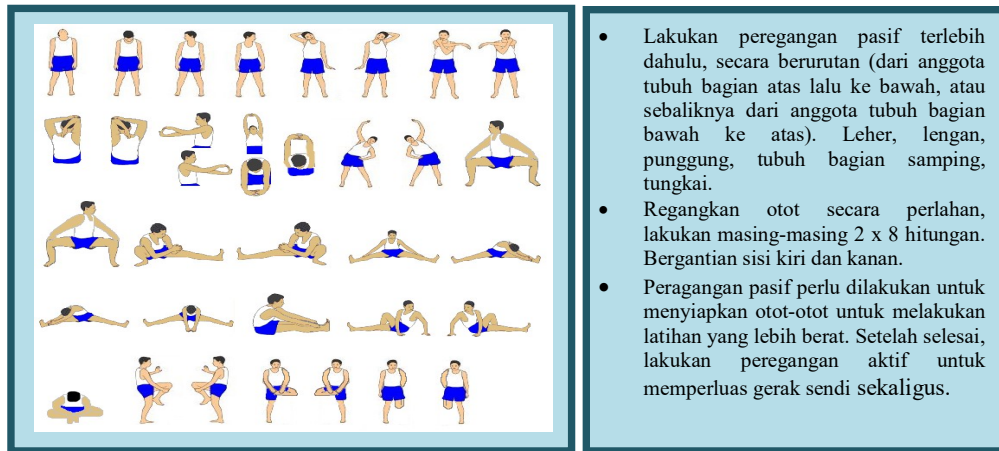 • Lakukan peregangan pasif terlebih
dahulu, secara berurutan (dari anggota
tubuh bagian atas lalu ke bawah, atau
sebaliknya dari anggota tubuh bagian
bawah ke atas). Leher, lengan,
punggung, tubuh bagian samping,
tungkai.
• Regangkan otot secara perlahan,
lakukan masing-masing 2 x 8 hitungan.
Bergantian sisi kiri dan kanan.
• Peragangan pasif perlu dilakukan untuk
menyiapkan otot-otot untuk melakukan
latihan yang lebih berat. Setelah selesai,
lakukan peregangan aktif untuk
memperluas gerak sendi sekaligus.